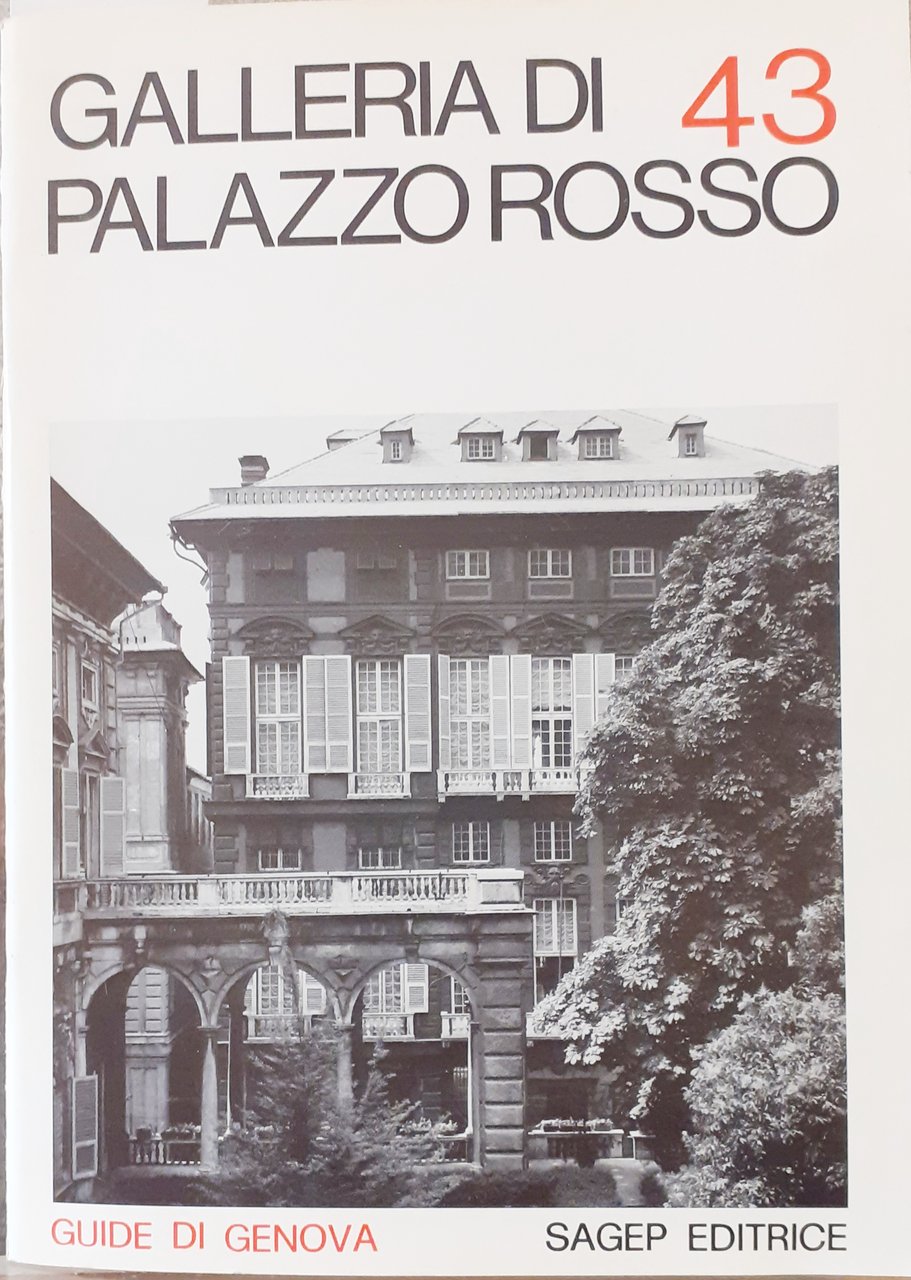 GALLERIA DI 43
PALAZZO ROSSO
GUIDE DI GENOVA SAGEP EDITRICE